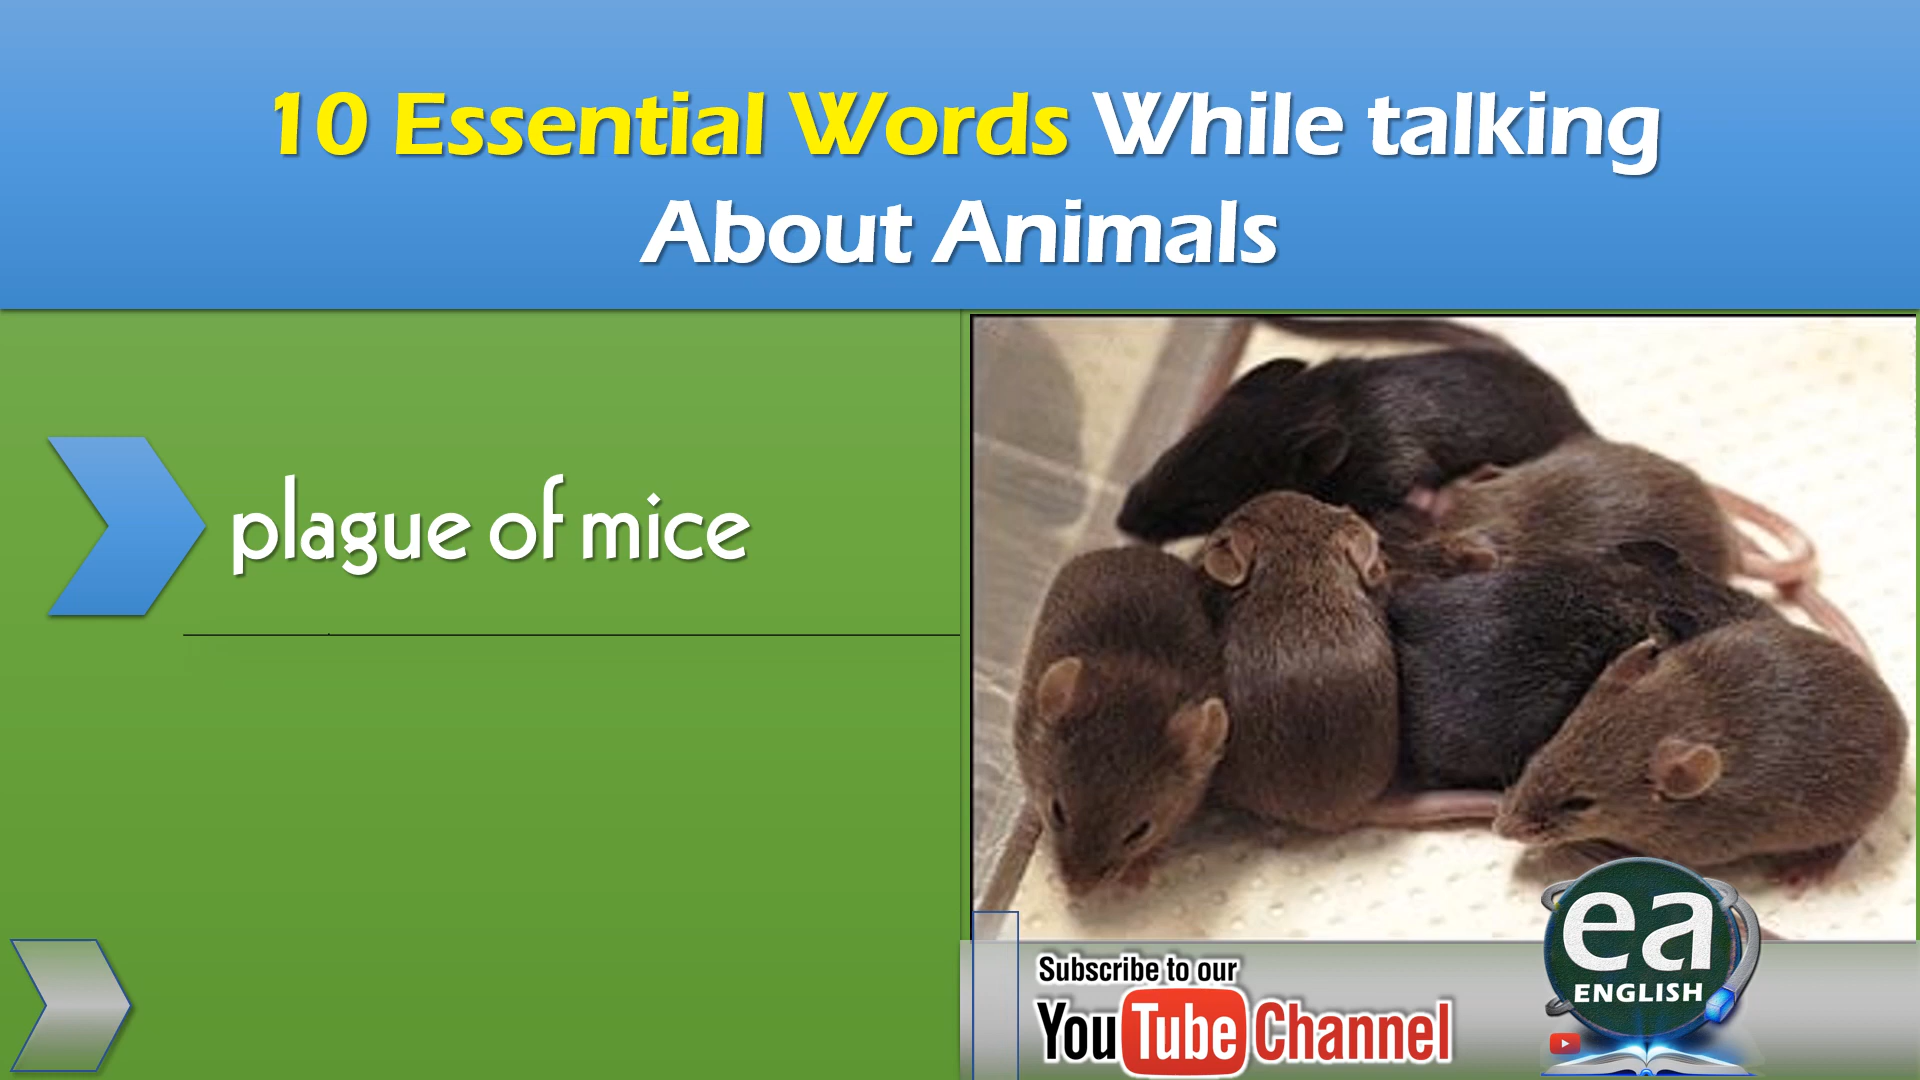 10 Essential Words While talking
About Animals
plague of mice
Subscribe to our
YouTube Channel
ea
ENGLISH